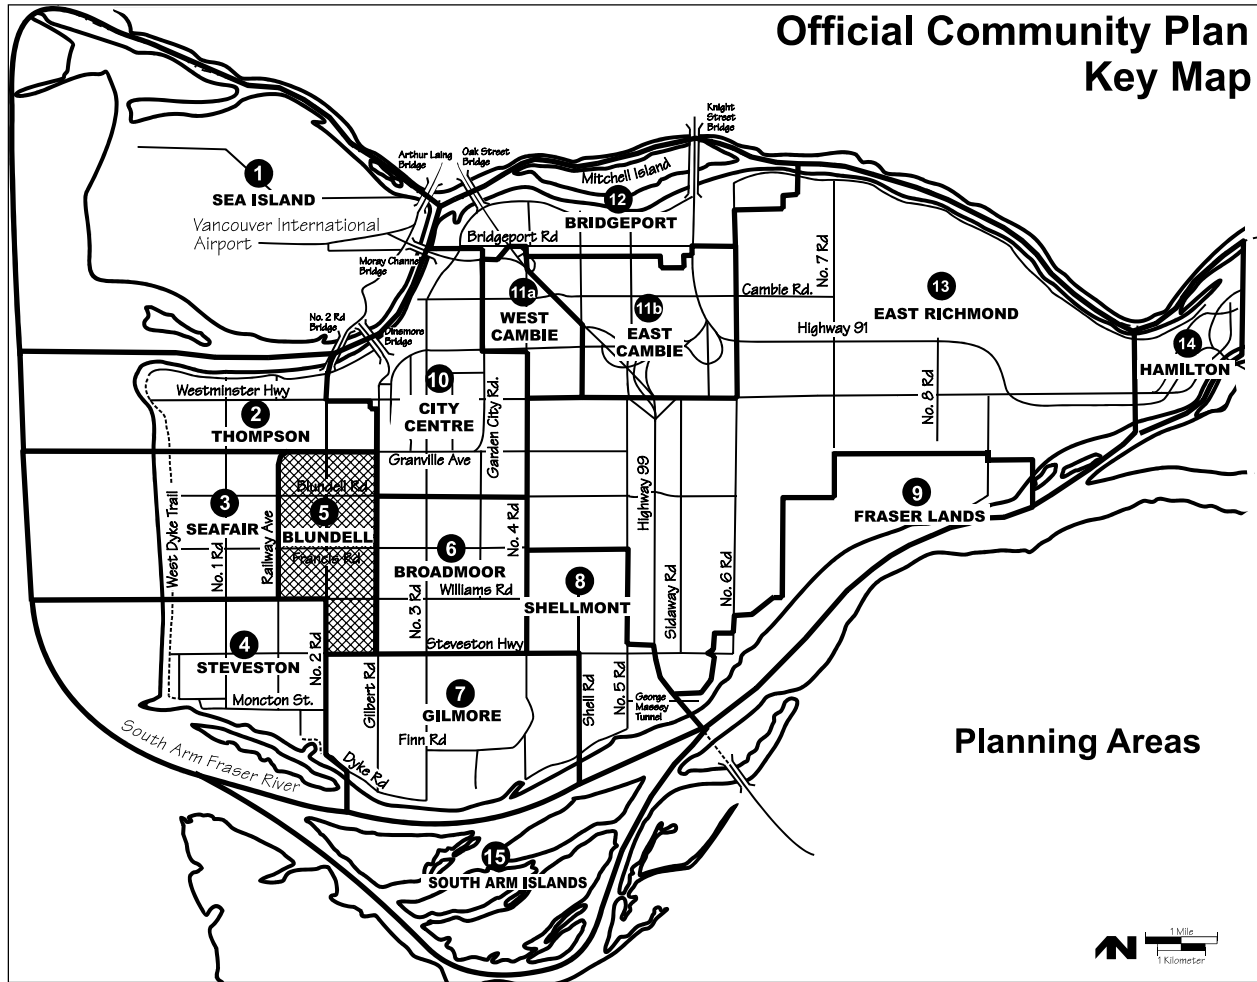 Official Community Plan
Key Map
Knight
Street
Bridge
Arthur Laing
Bridge
Oak Street
Bridge
Mitchell Island
1
SEA ISLAND
12
BRIDGEPORT
Vancouver International
Airport
Bridgeport Rd
Moray Channel
Bridge
No. 7 Rd
11a
WEST
CAMBIE
11b
EAST
CAMBIE
Cambie Rd.
13
EAST RICHMOND
No. 2 Rd
Bridge
Dinsmore
Bridge
Highway 91
14
HAMILTON
10
CITY
CENTRE
Garden City Rd.
No. 8 Rd
Westminster Hwy
2
THOMPSON
Granville Ave
Blundell Rd
Highway 99
West Dyke Trail
3
SEAFAIR
No. 1 Rd
Railway Ave
5
BLUNDELL
Francis Rd
No. 4 Rd
9
FRASER LANDS
6
BROADMOOR
Williams Rd
No. 3 Rd
8
SHELLMONT
No. 6 Rd
Sidaway Rd
4
STEVESTON
No. 2 Rd
Steveston Hwy
Moncton St.
Gilbert Rd
7
GILMORE
Shell Rd
No. 5 Rd
George
Massey
Tunnel
Finn Rd
Dyke Rd
South Arm Fraser River
Planning Areas
15
SOUTH ARM ISLANDS
N
1 Mile
1 Kilometer